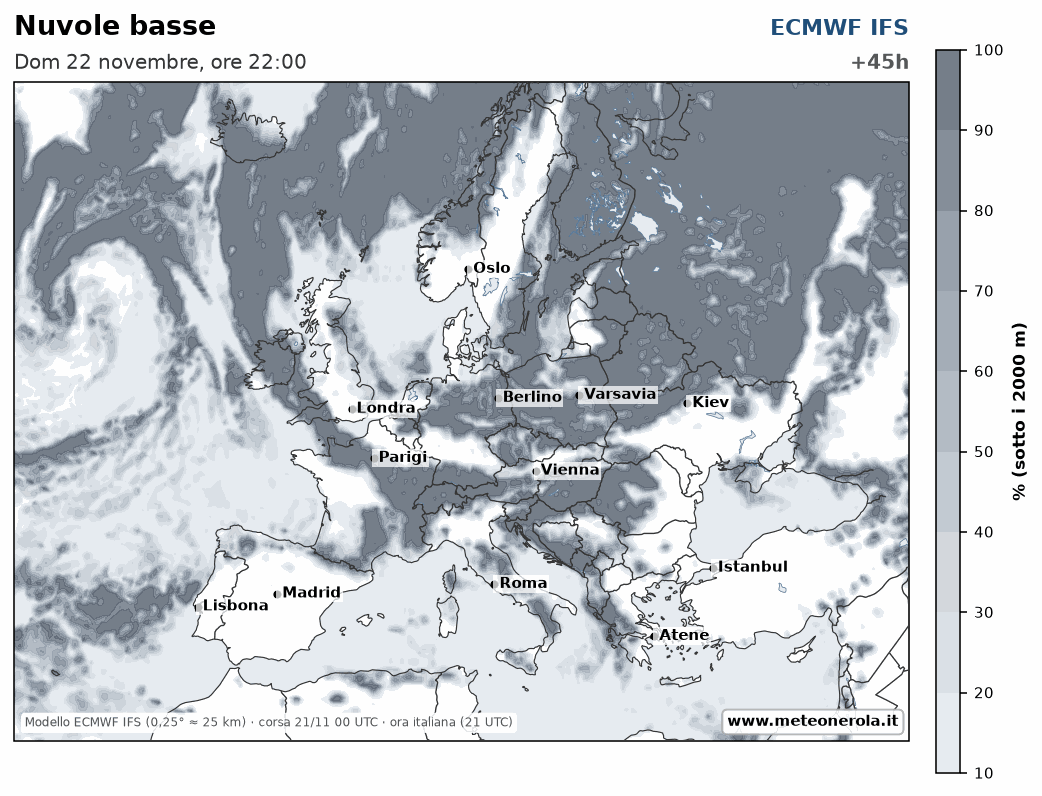 Nuvole basse
ECMWF IFS
Dom 22 novembre, ore 22:00
+45h
100
90
80
70
60
50
40
30
20
10
% (sotto i 2000 m)
Oslo
Berlino
Varsavia
Kiev
Londra
Parigi
Vienna
Istanbul
Roma
Madrid
Lisbona
Atene
Modello ECMWF IFS (0,25° ≈ 25 km) · corsa 21/11 00 UTC · ora italiana (21 UTC)
www.meteonerola.it